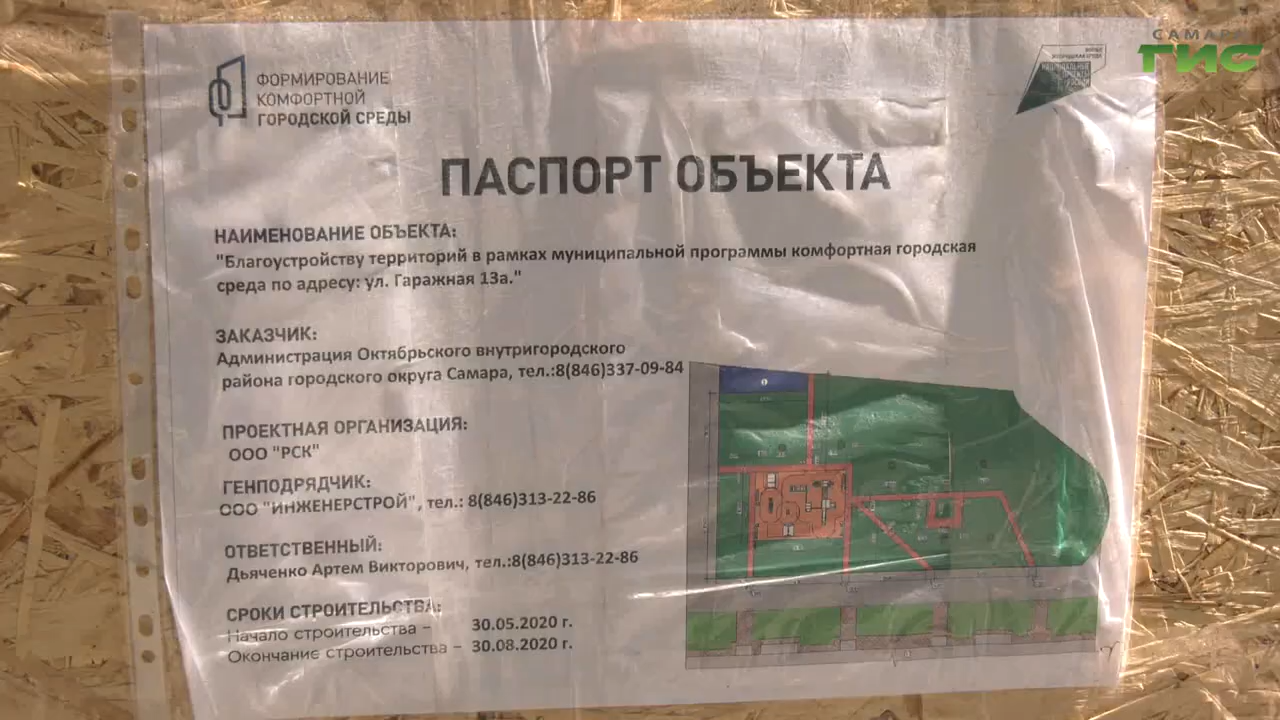 САМАРА
ГИС
ФОРМИРОВАНИЕ
КОМФОРТНОЙ
ГОРОДСКОЙ СРЕДЫ
ПАСПОРТ ОБЪЕКТА
НАИМЕНОВАНИЕ ОБЪЕКТА:
"Благоустройству территорий в рамках муниципальной программы комфортная городская
среда по адресу: ул. Гаражная 13а."
ЗАКАЗЧИК:
Администрация Октябрьского внутригородского
района городского округа Самара, тел.:8(846)337-09-84
ПРОЕКТНАЯ ОРГАНИЗАЦИЯ:
ООО "РСК"
ГЕНПОДРЯДЧИК:
ООО "ИНЖЕНЕРСТРОЙ", тел.: 8(846)313-22-86
ОТВЕТСТВЕННЫЙ:
Дьяченко Артем Викторович, тел.:8(846)313-22-86
СРОКИ СТРОИТЕЛЬСТВА:
Начало строительства – 30.05.2020 г.
Окончание строительства – 30.08.2020 г.